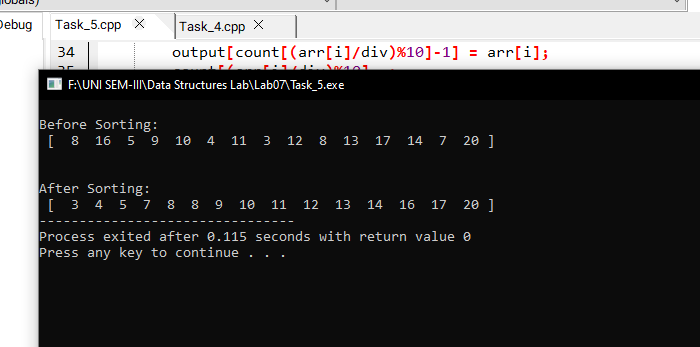 globals)
Debug
Task_5.cpp ×
Task_4.cpp ×
34 output[count[(arr[i]/div)%10]-1] = arr[i];
F:\UNI SEM-III\Data Structures Lab\Lab07\Task_5.exe
Before Sorting:
[ 8 16 5 9 10 4 11 3 12 8 13 17 14 7 20 ]
After Sorting:
[ 3 4 5 7 8 8 9 10 11 12 13 14 16 17 20 ]
--------------------------------
Process exited after 0.115 seconds with return value 0
Press any key to continue . . .